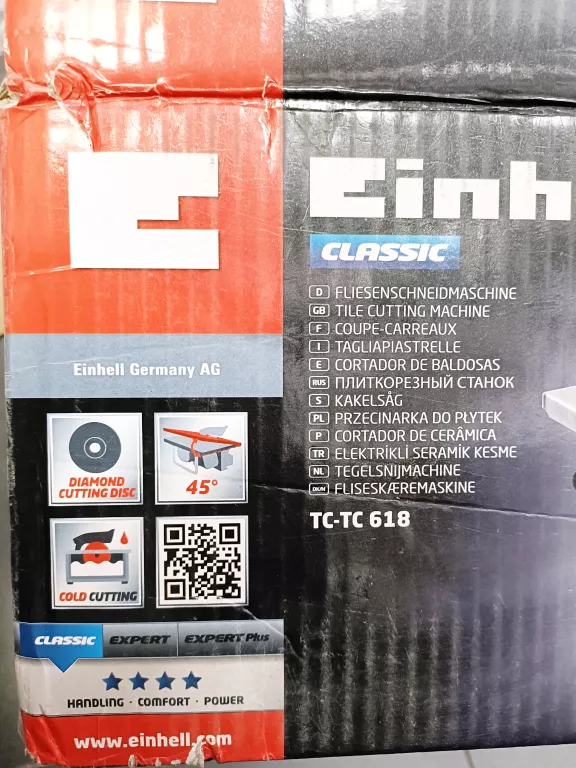 Einh
CLASSIC
D FLIESENSCHNEIDMASCHINE
GB TILE CUTTING MACHINE
F COUPE-CARREAUX
I TAGLIAPIASTRELLE
E CORTADOR DE BALDOSAS
RUS ПЛИТКОРЕЗНЫЙ СТАНОК
S KAKELSÅG
PL PRZECINARKA DO PŁYTEK
P CORTADOR DE CERÂMICA
TR ELEKTRİKLİ SERAMİK KESME
NL TEGELSNIJMACHINE
DK/N FLISESKÆREMASKINE
TC-TC 618
Einhell Germany AG
DIAMOND
CUTTING DISC
45°
COLD CUTTING
CLASSIC EXPERT EXPERT Plus
HANDLING · COMFORT · POWER
www.einhell.com